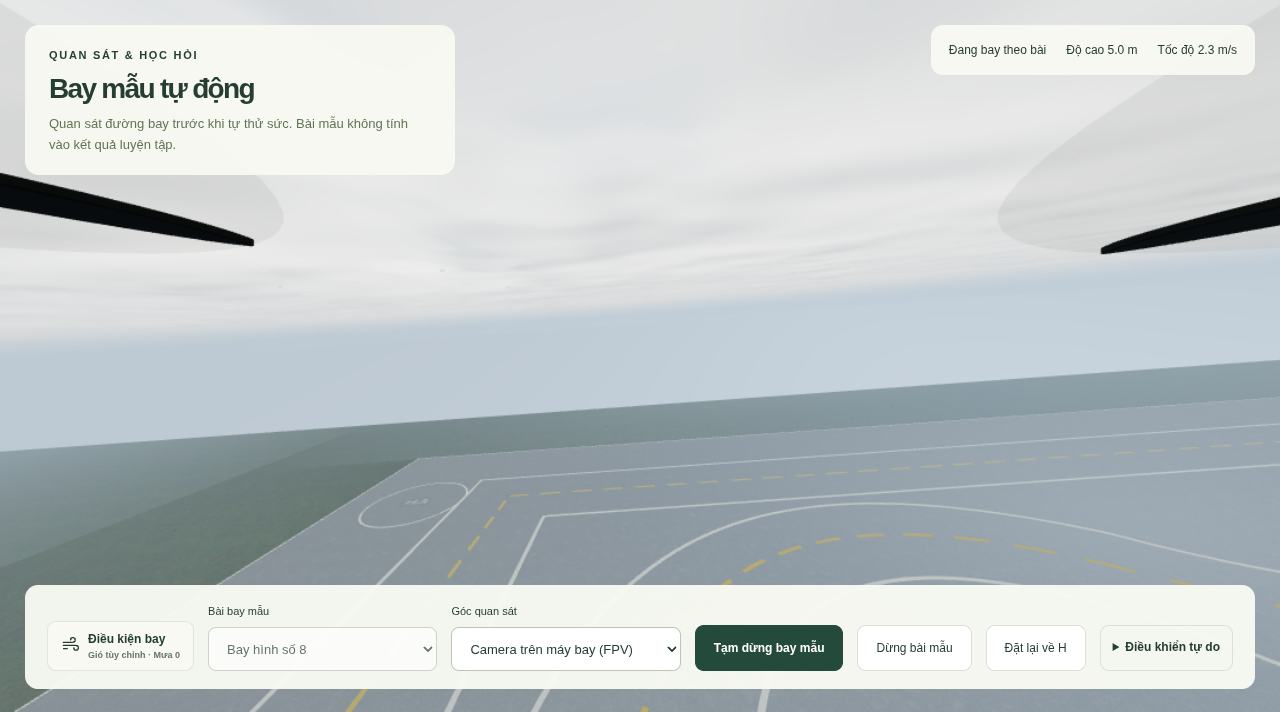 QUAN SÁT & HỌC HỎI
Bay mẫu tự động
Quan sát đường bay trước khi tự thử sức. Bài mẫu không tính
vào kết quả luyện tập.
Đang bay theo bài
Độ cao 5.0 m
Tốc độ 2.3 m/s
Điều kiện bay
Gió tùy chỉnh · Mưa 0
Bài bay mẫu
Bay hình số 8
Góc quan sát
Camera trên máy bay (FPV)
Tạm dừng bay mẫu
Dừng bài mẫu
Đặt lại về H
Điều khiển tự do